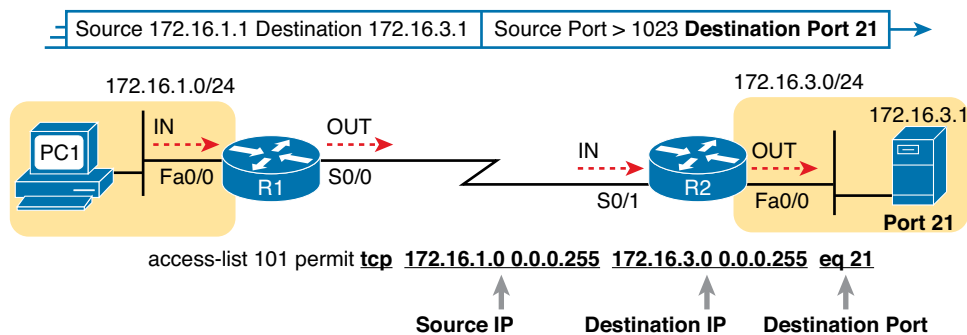 Source 172.16.1.1 Destination 172.16.3.1 Source Port > 1023 Destination Port 21
172.16.1.0/24
172.16.3.0/24
172.16.3.1
IN
OUT
IN
OUT
PC1
Fa0/0
R1
S0/0
S0/1
R2
Fa0/0
Port 21
access-list 101 permit tcp 172.16.1.0 0.0.0.255 172.16.3.0 0.0.0.255 eq 21
Source IP
Destination IP
Destination Port